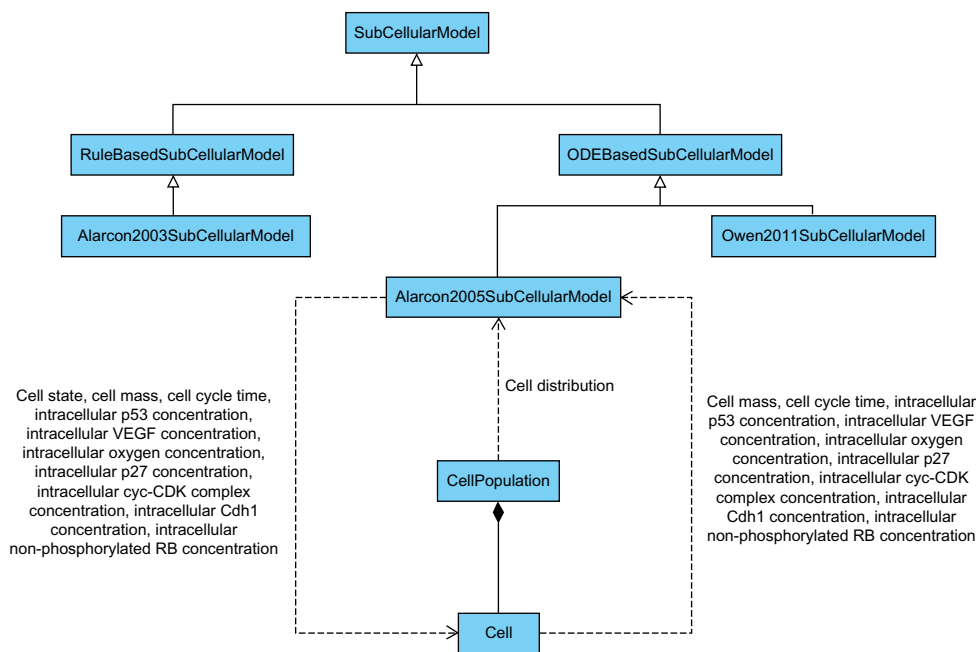 SubCellularModel
RuleBasedSubCellularModel
ODEBasedSubCellularModel
Alarcon2003SubCellularModel
Owen2011SubCellularModel
Alarcon2005SubCellularModel
Cell distribution
Cell state, cell mass, cell cycle time,
intracellular p53 concentration,
intracellular VEGF concentration,
intracellular oxygen concentration,
intracellular p27 concentration,
intracellular cyc-CDK complex
concentration, intracellular Cdh1
concentration, intracellular
non-phosphorylated RB concentration
Cell mass, cell cycle time, intracellular
p53 concentration, intracellular VEGF
concentration, intracellular oxygen
concentration, intracellular p27
concentration, intracellular cyc-CDK
complex concentration, intracellular
Cdh1 concentration, intracellular
non-phosphorylated RB concentration
CellPopulation
Cell